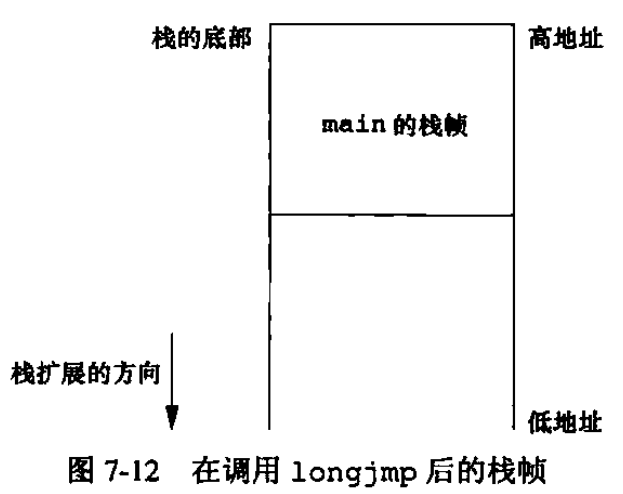 栈的底部
高地址
main 的栈帧
栈扩展的方向
低地址
图 7-12 在调用 longjmp 后的栈帧